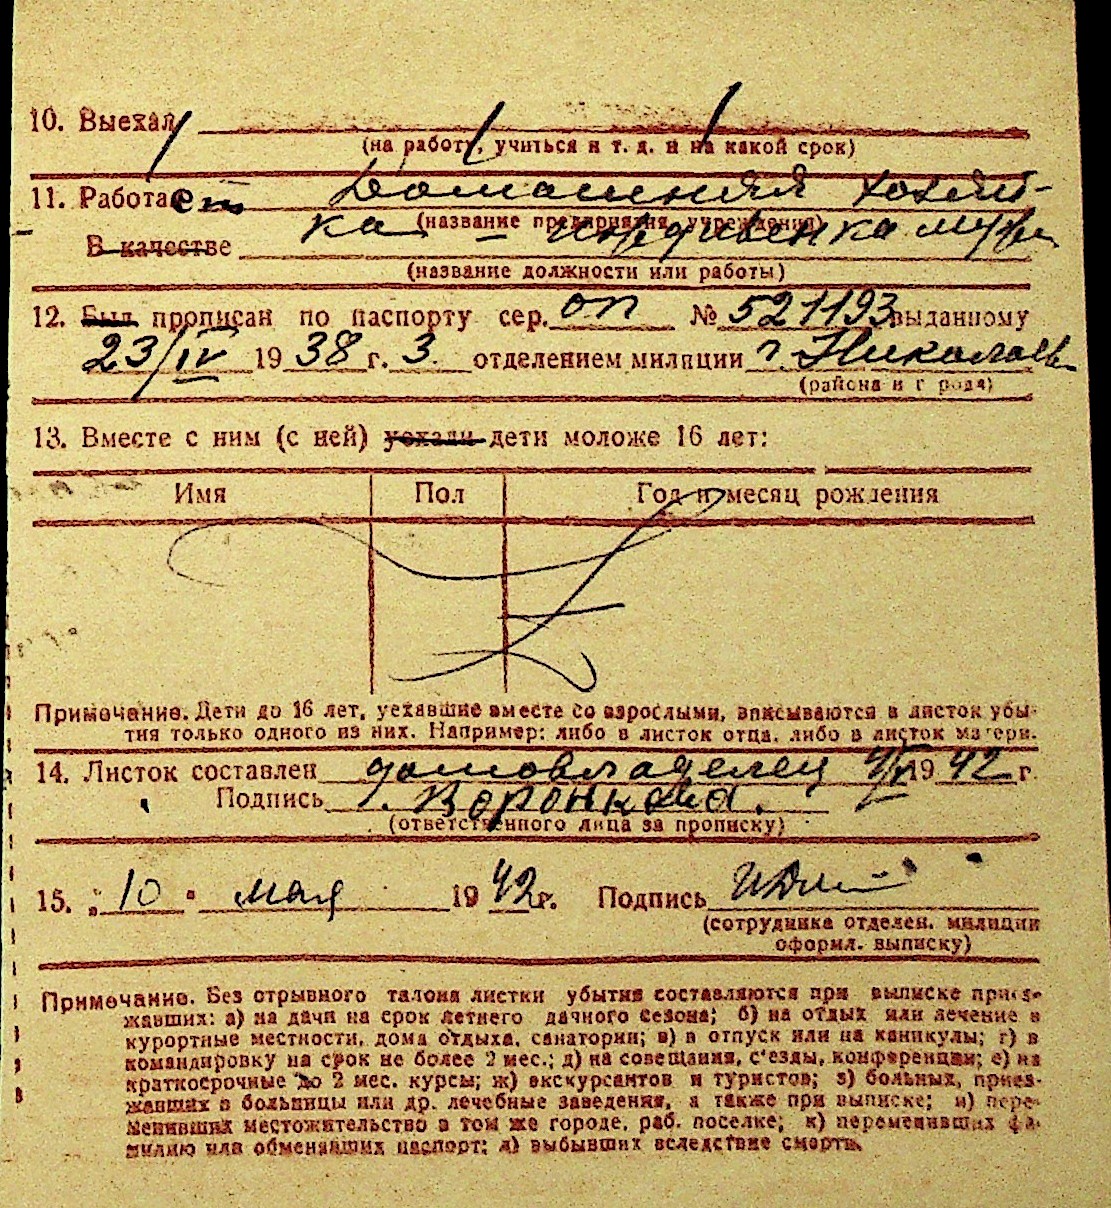 10. Выехал
(на работу, учиться и т. д. и на какой срок)
11. Работает Домашняя хозяй-
(название предприятия, учреждения)
ка - иждивенка мужа
В качестве
(название должности или работы)
12. Был прописан по паспорту сер. ОП № 521193 выданному
23/IV 1938 г. 3. отделением милиции г. Николаев
(района и города)
13. Вместе с ним (с ней) уехали дети моложе 16 лет:
Имя Пол Год и месяц рождения
Примечание. Дети до 16 лет, уехавшие вместе со взрослыми, вписываются в листок убы-
тия только одного из них. Например: либо в листок отца, либо в листок матери.
14. Листок составлен домовладелец 4/V 1942 г
Подпись Воронкова.
(ответственного лица за прописку)
15. „10" мая 1942 г. Подпись
(сотрудника отделен. милиции
оформл. выписку)
Примечание. Без отрывного талона листки убытия составляются при выписке приез-
жавших: а) на дачи на срок летнего дачного сезона; б) на отдых или лечение в
курортные местности, дома отдыха, санатории; в) в отпуск или на каникулы; г) в
командировку на срок не более 2 мес.; д) на совещания, с'езды, конференции; е) на
краткосрочные до 2 мес. курсы; ж) экскурсантов и туристов; з) больных, приез-
жавших в больницы или др. лечебные заведения, а также при выписке; и) пере-
менивших местожительство в том же городе, раб. поселке; к) переменивших фа-
милию или обменявших паспорт; л) выбывших вследствие смерти.